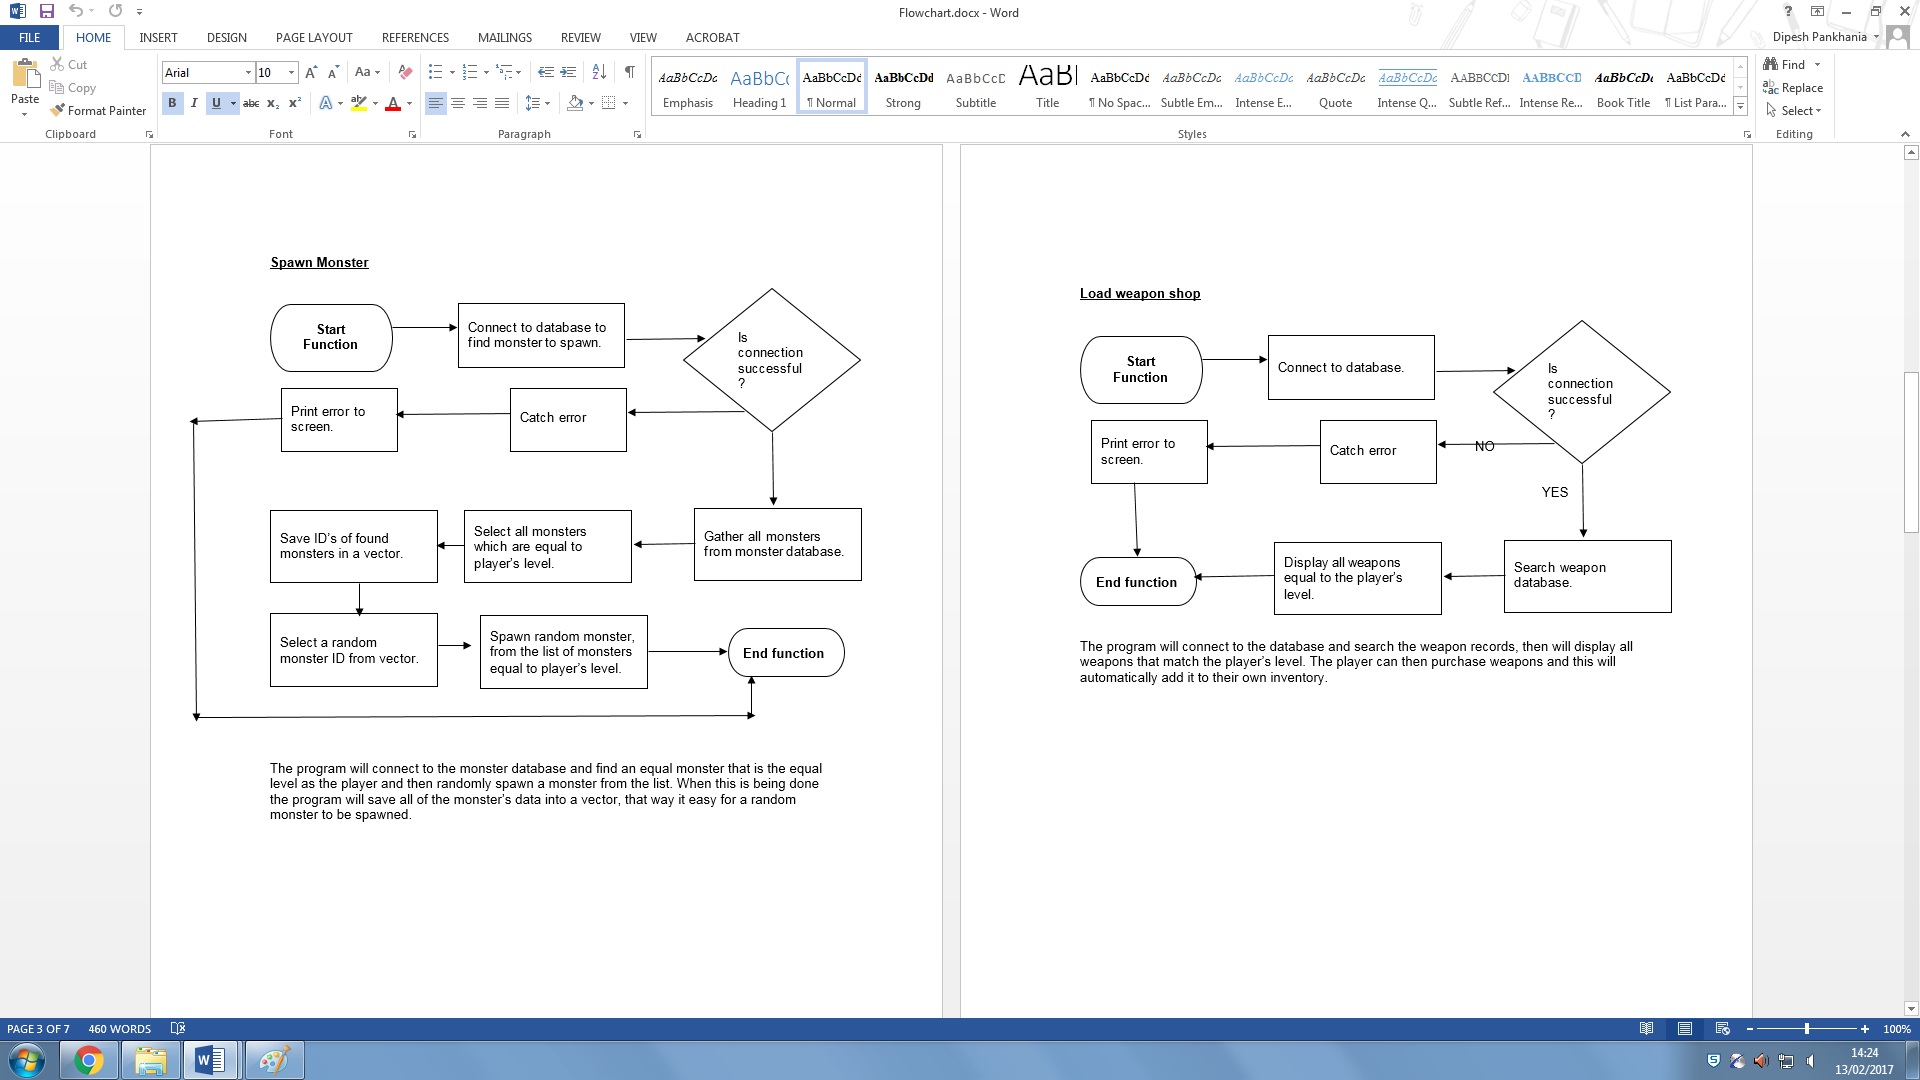 Flowchart.docx - Word
FILE HOME INSERT DESIGN PAGE LAYOUT REFERENCES MAILINGS REVIEW VIEW ACROBAT
Dipesh Pankhania
Paste
Cut
Copy
Format Painter
Clipboard
Arial 10
Font
Paragraph
AaBbCcDc AaBbC( AaBbCcDd AaBbCcDd AaBbCcD AaBl AaBbCcDd AaBbCcDc AaBbCcDc AaBbCcDc AaBbCcDc AABBCCDI AABBCCD AaBbCcDt AaBbCcDd
Emphasis Heading 1 ¶ Normal Strong Subtitle Title ¶ No Spac... Subtle Em... Intense E... Quote Intense Q... Subtle Ref... Intense Re... Book Title ¶ List Para...
Styles
Find
Replace
Select
Editing
Spawn Monster
Start
Function
Connect to database to
find monster to spawn.
Is
connection
successful
?
Print error to
screen.
Catch error
Save ID's of found
monsters in a vector.
Select all monsters
which are equal to
player's level.
Gather all monsters
from monster database.
Select a random
monster ID from vector.
Spawn random monster,
from the list of monsters
equal to player's level.
End function
The program will connect to the monster database and find an equal monster that is the equal
level as the player and then randomly spawn a monster from the list. When this is being done
the program will save all of the monster's data into a vector, that way it easy for a random
monster to be spawned.
Load weapon shop
Start
Function
Connect to database.
Is
connection
successful
?
Print error to
screen.
Catch error
NO
YES
End function
Display all weapons
equal to the player's
level.
Search weapon
database.
The program will connect to the database and search the weapon records, then will display all
weapons that match the player's level. The player can then purchase weapons and this will
automatically add it to their own inventory.
PAGE 3 OF 7 460 WORDS
100%
14:24
13/02/2017